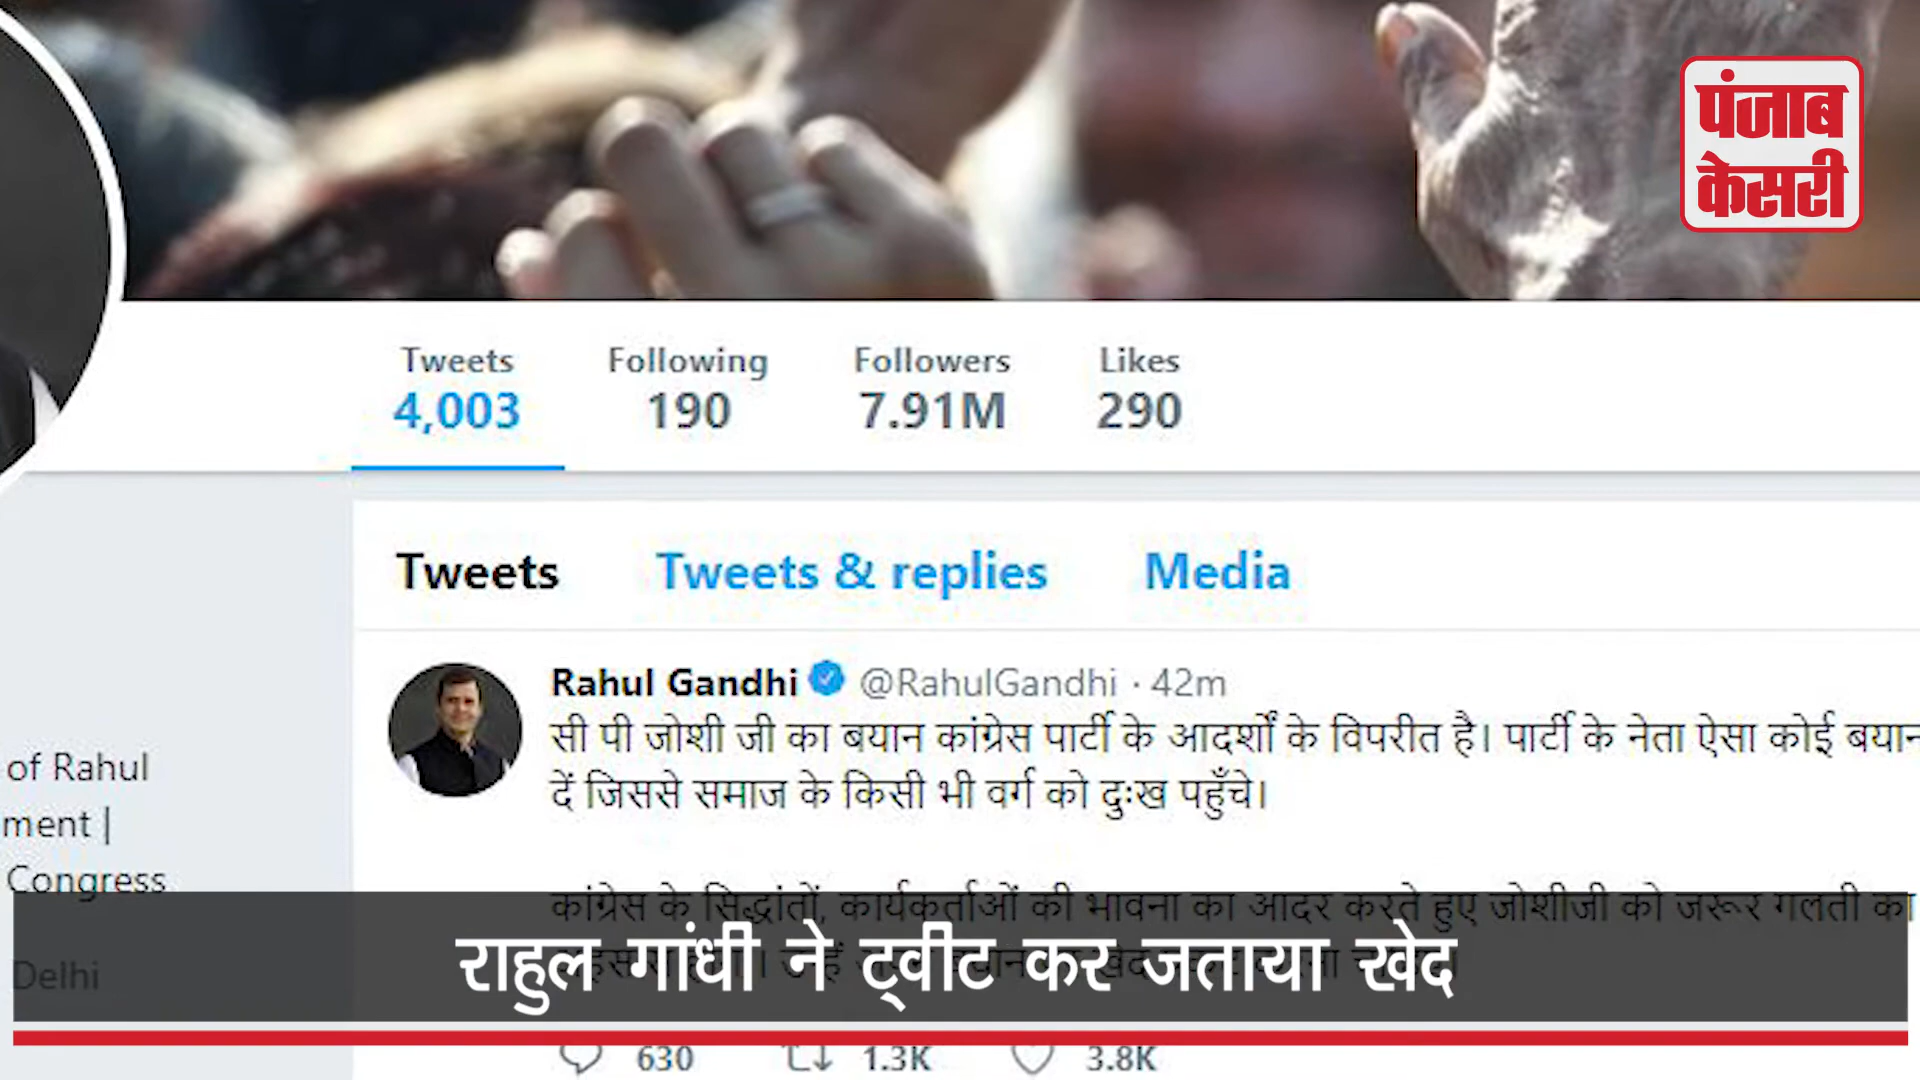 पंजाब
केसरी
Tweets Following Followers Likes
4,003 190 7.91M 290
Tweets Tweets & replies Media
Rahul Gandhi @RahulGandhi · 42m
सी पी जोशी जी का बयान कांग्रेस पार्टी के आदर्शों के विपरीत है। पार्टी के नेता ऐसा कोई बयान
दें जिससे समाज के किसी भी वर्ग को दुःख पहुँचे।
कांग्रेस के सिद्धांतों, कार्यकर्ताओं की भावना का आदर करते हुए जोशीजी को जरूर गलती का
of Rahul
ment |
Congress
Delhi
राहुल गांधी ने ट्वीट कर जताया खेद
630 1.3K 3.8K